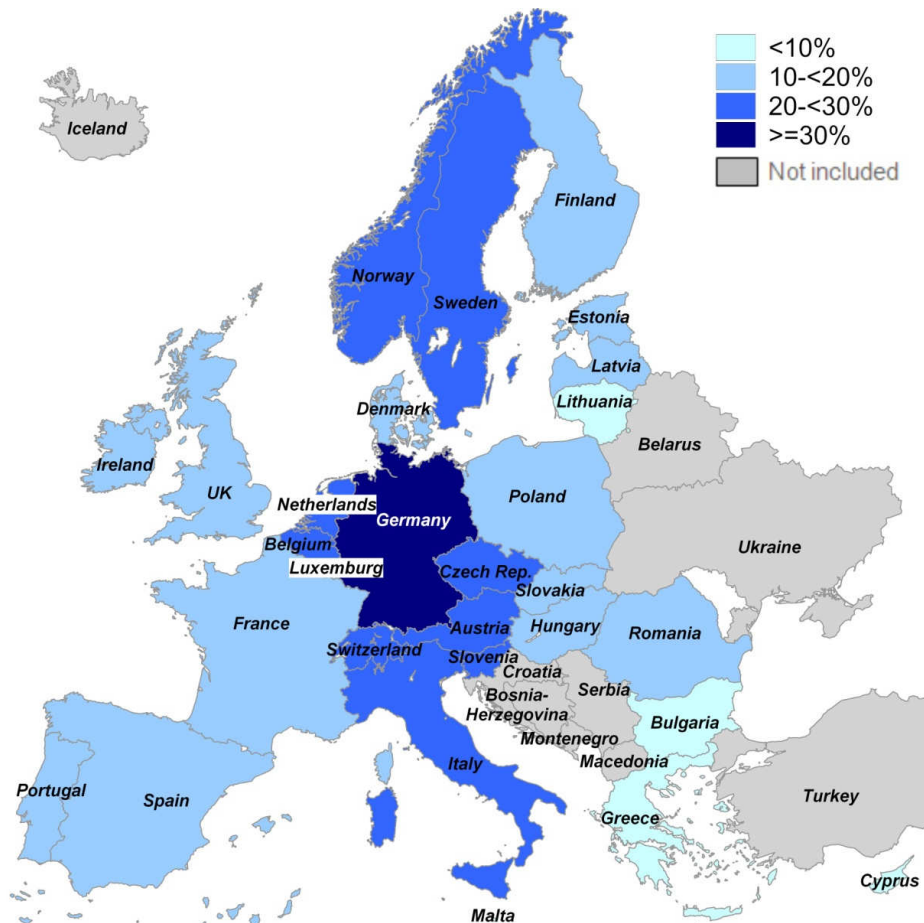 <10%
10-<20%
20-<30%
>=30%
Not included
Iceland
Finland
Norway
Sweden
Estonia
Latvia
Lithuania
Denmark
Belarus
Ireland
UK
Netherlands
Germany
Poland
Belgium
Luxemburg
Ukraine
Czech Rep.
Slovakia
France
Austria
Hungary
Romania
Switzerland
Slovenia
Croatia
Serbia
Bosnia-
Herzegovina
Bulgaria
Montenegro
Macedonia
Italy
Portugal
Spain
Greece
Turkey
Cyprus
Malta